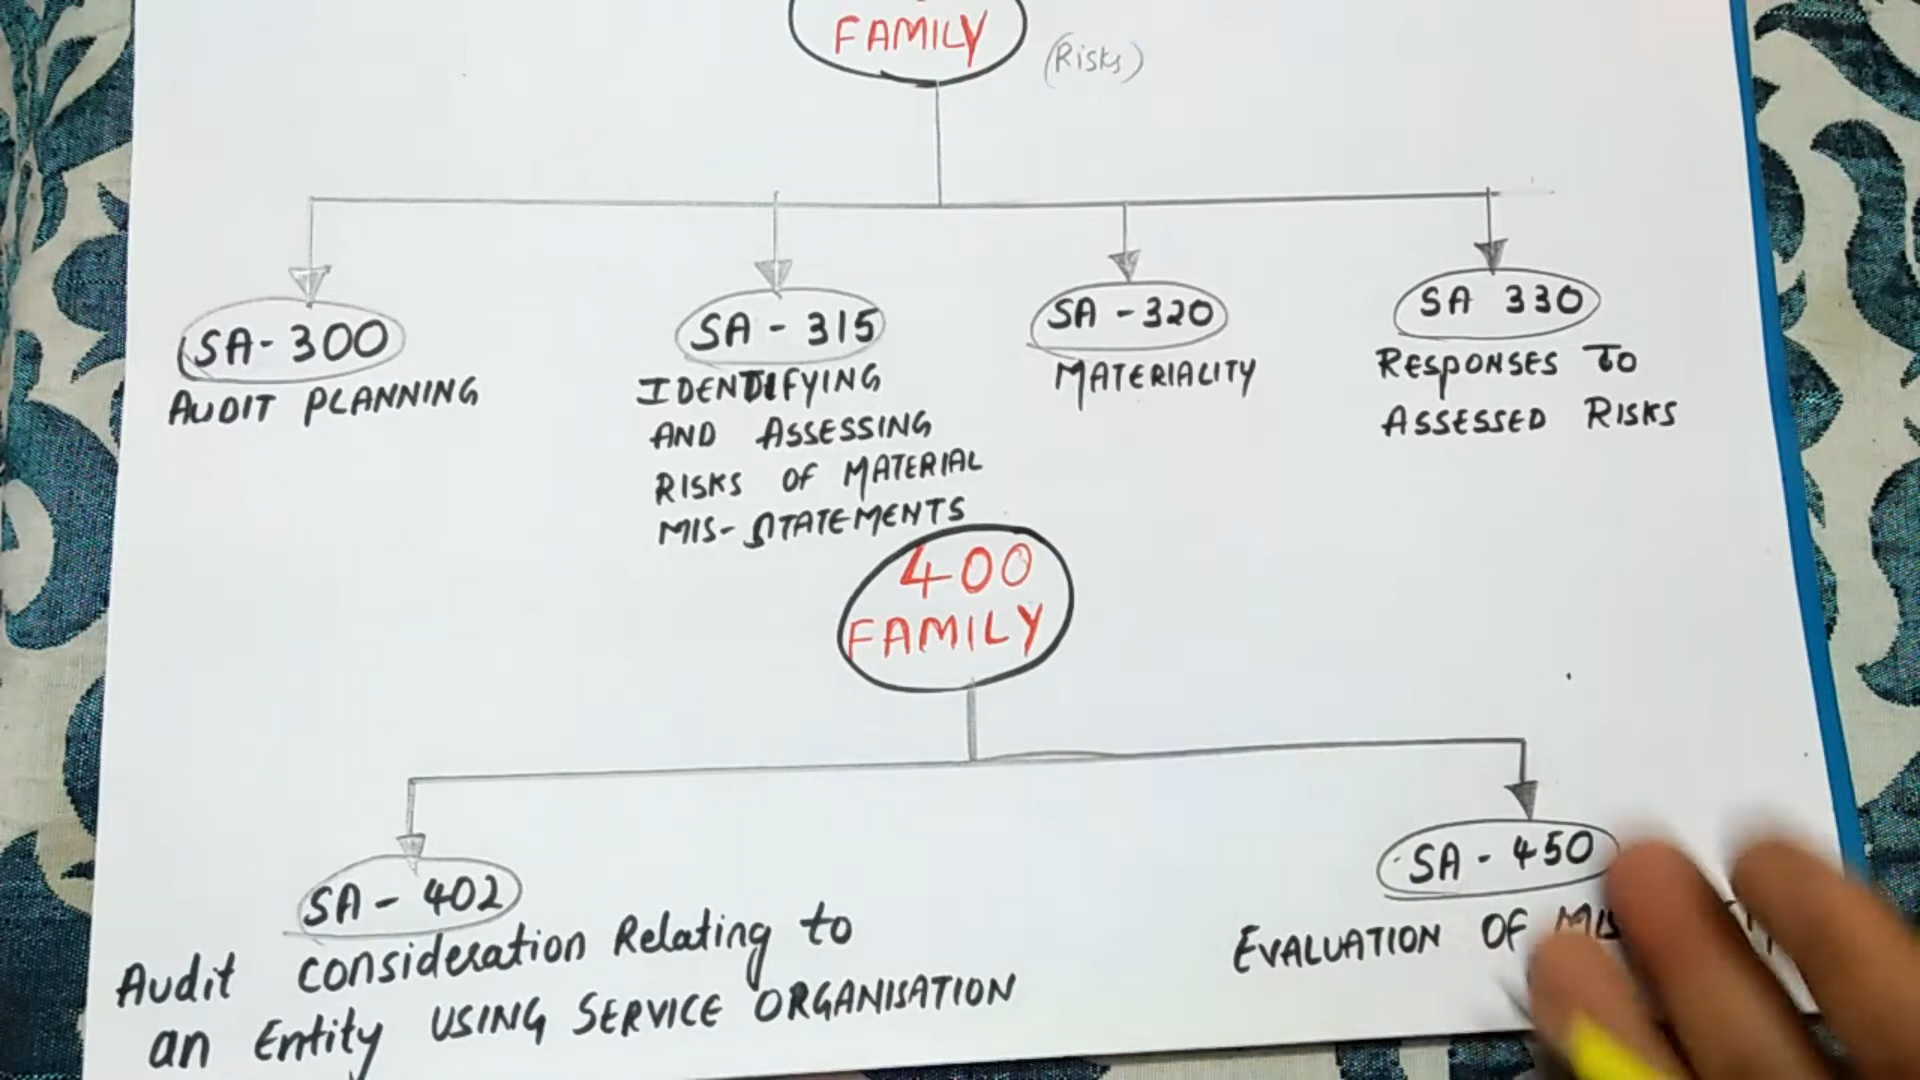 FAMILY
(Risks)
SA-300
AUDIT PLANNING
SA - 315
IDENTIFYING
AND ASSESSING
RISKS OF MATERIAL
MIS-STATEMENTS
SA - 320
MATERIALITY
SA 330
RESPONSES TO
ASSESSED RISKS
400
FAMILY
SA - 402
Audit consideration Relating to
an Entity USING SERVICE ORGANISATION
SA - 450
EVALUATION OF